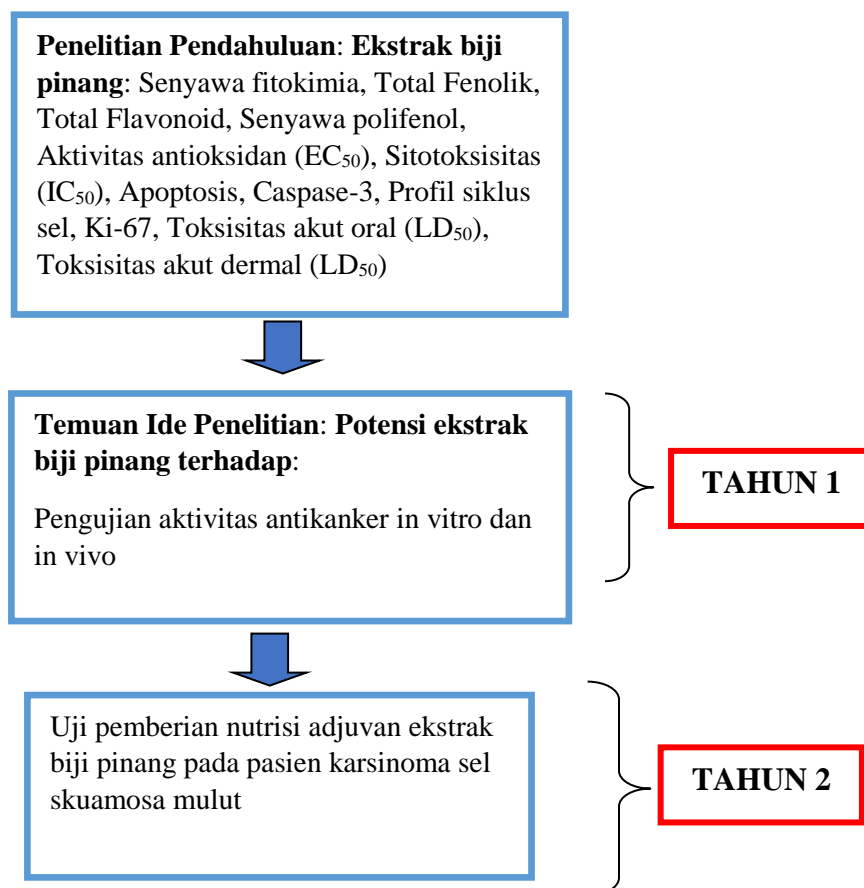 Penelitian Pendahuluan: Ekstrak biji
pinang: Senyawa fitokimia, Total Fenolik,
Total Flavonoid, Senyawa polifenol,
Aktivitas antioksidan (EC₅₀), Sitotoksisitas
(IC₅₀), Apoptosis, Caspase-3, Profil siklus
sel, Ki-67, Toksisitas akut oral (LD₅₀),
Toksisitas akut dermal (LD₅₀)
Temuan Ide Penelitian: Potensi ekstrak
biji pinang terhadap:
Pengujian aktivitas antikanker in vitro dan
in vivo
TAHUN 1
Uji pemberian nutrisi adjuvan ekstrak
biji pinang pada pasien karsinoma sel
skuamosa mulut
TAHUN 2